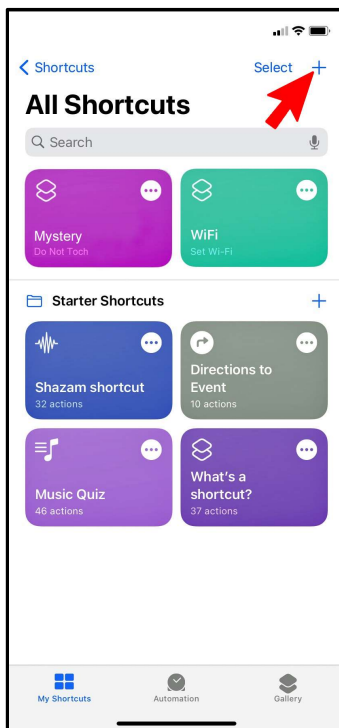 Shortcuts
Select
All Shortcuts
Search
Mystery
Do Not Toch
WiFi
Set Wi-Fi
Starter Shortcuts
Shazam shortcut
32 actions
Directions to
Event
10 actions
Music Quiz
46 actions
What's a
shortcut?
37 actions
My Shortcuts
Automation
Gallery